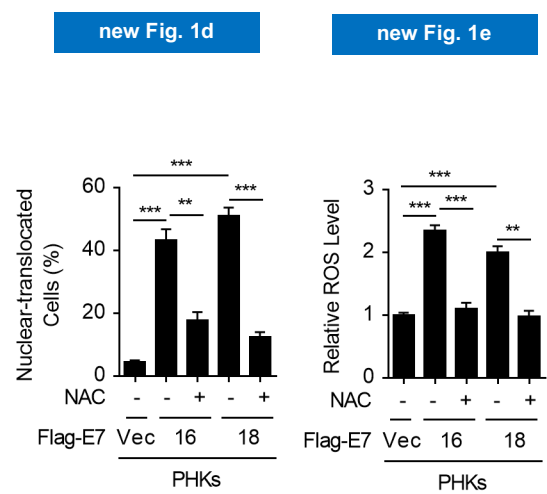 new Fig. 1d
new Fig. 1e
Nuclear-translocated
Cells (%)
60
40
20
0
***
***
**
***
NAC - - + - +
Flag-E7 Vec 16 18
PHKs
Relative ROS Level
3
2
1
0
***
***
***
**
NAC - - + - +
Flag-E7 Vec 16 18
PHKs